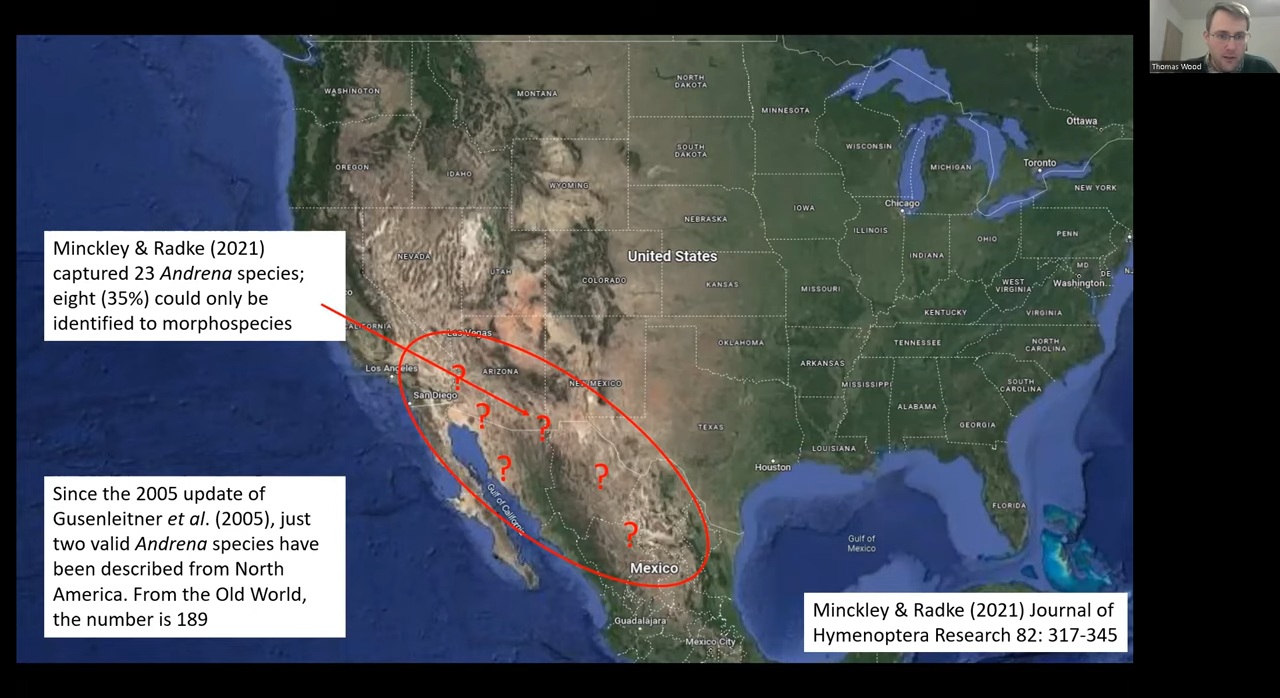 Thomas Wood
WASHINGTON
MONTANA
NORTH
DAKOTA
MINNESOTA
Ottawa
OREGON
IDAHO
SOUTH
DAKOTA
WISCONSIN
MICHIGAN
Toronto
WYOMING
NEW YORK
Chicago
IOWA
NEBRASKA
ILLINOIS
OHIO
PENN
Minckley & Radke (2021)
captured 23 Andrena species;
eight (35%) could only be
identified to morphospecies
NEVADA
UTAH
COLORADO
United States
KANSAS
MISSOURI
INDIANA
WEST
VIRGINIA
MD
DE
Washington
KENTUCKY
VIRGINIA
CALIFORNIA
Las Vegas
Los Angeles
San Diego
ARIZONA
NEW MEXICO
OKLAHOMA
TENNESSEE
NORTH
CAROLINA
ARKANSAS
MISSISSIPPI
SOUTH
CAROLINA
ALABAMA
GEORGIA
TEXAS
LOUISIANA
Houston
FLORIDA
?
?
?
?
?
?
Gulf of California
Gulf of
Mexico
Mexico
Guadalajara
Mexico City
Since the 2005 update of
Gusenleitner et al. (2005), just
two valid Andrena species have
been described from North
America. From the Old World,
the number is 189
Minckley & Radke (2021) Journal of
Hymenoptera Research 82: 317-345